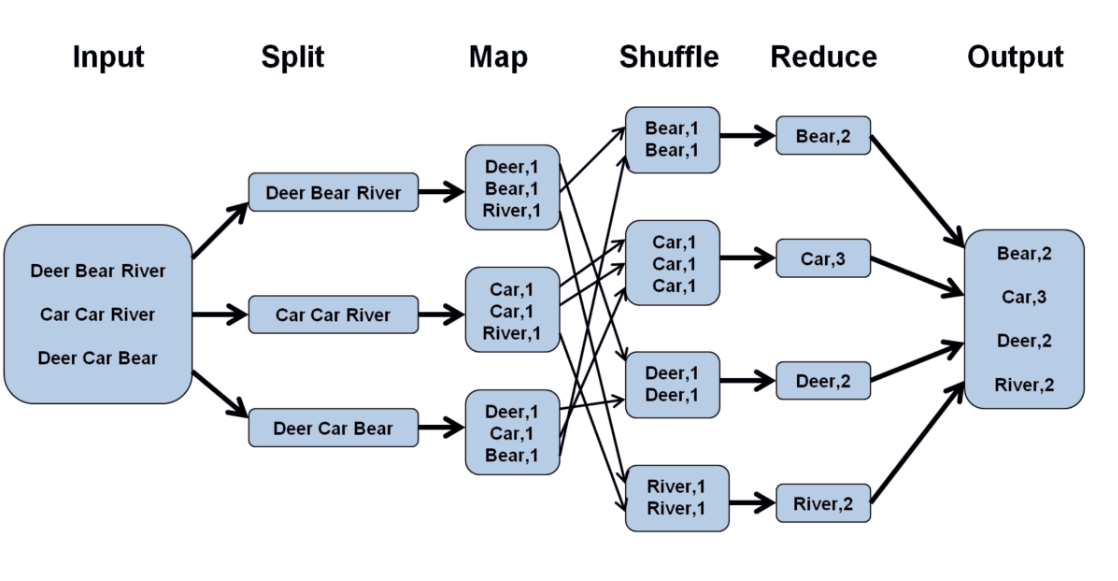 Input
Split
Map
Shuffle
Reduce
Output
Deer Bear River
Car Car River
Deer Car Bear
Deer Bear River
Car Car River
Deer Car Bear
Deer,1
Bear,1
River,1
Car,1
Car,1
River,1
Deer,1
Car,1
Bear,1
Bear,1
Bear,1
Car,1
Car,1
Car,1
Deer,1
Deer,1
River,1
River,1
Bear,2
Car,3
Deer,2
River,2
Bear,2
Car,3
Deer,2
River,2